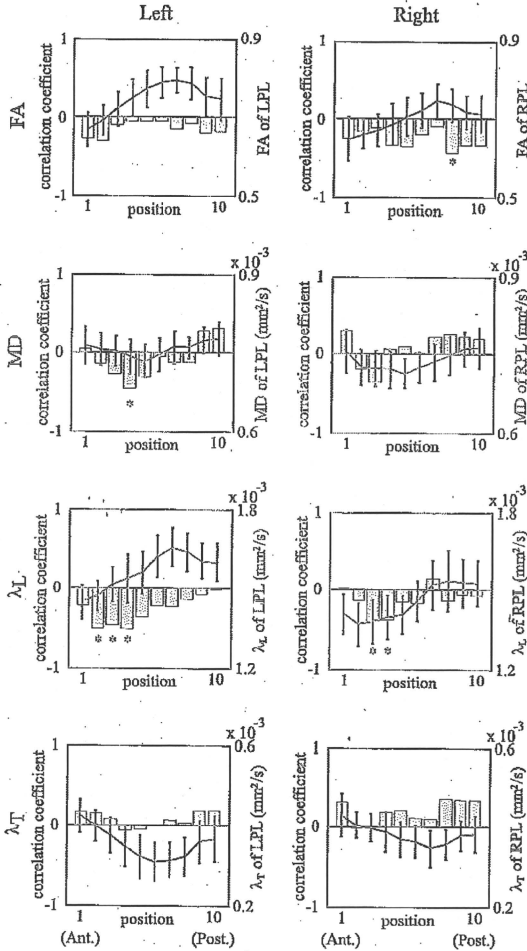 Left Right
FA
correlation coefficient
1
0
-1
1 position 10
0.9
FA of LPL
0.5
correlation coefficient
1
0
-1
1 position 10
*
0.9
FA of RPL
0.5
MD
correlation coefficient
1
0
-1
1 position 10
*
x 10-3
0.9
MD of LPL (mm²/s)
0.6
correlation coefficient
1
0
-1
1 position 10
x 10-3
0.9
MD of RPL (mm²/s)
0.6
λL
correlation coefficient
1
0
-1
1 position 10
* * *
x 10-3
1.8
λL of LPL (mm²/s)
1.2
correlation coefficient
1
0
-1
1 position 10
* *
x 10-3
1.8
λL of RPL (mm²/s)
1.2
λT
correlation coefficient
1
0
-1
1 position 10
(Ant.) (Post.)
x 10-3
0.6
λT of LPL (mm²/s)
0.2
correlation coefficient
1
0
-1
1 position 10
(Ant.) (Post.)
x 10-3
0.6
λT of RPL (mm²/s)
0.2